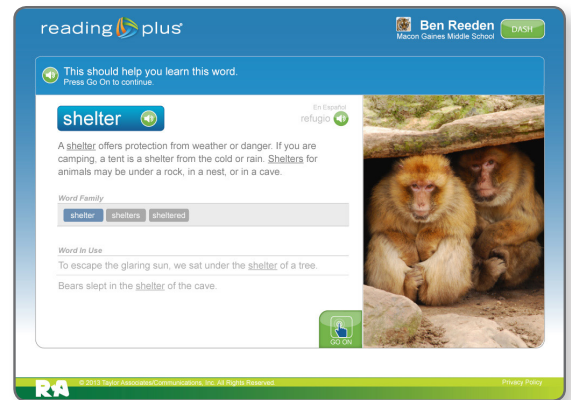 reading plus®
Ben Reeden
Macon Gaines Middle School
DASH
This should help you learn this word.
Press Go On to continue.
shelter
En Español
refugio
A shelter offers protection from weather or danger. If you are
camping, a tent is a shelter from the cold or rain. Shelters for
animals may be under a rock, in a nest, or in a cave.
Word Family
shelter shelters sheltered
Word In Use
To escape the glaring sun, we sat under the shelter of a tree.
Bears slept in the shelter of the cave.
GO ON
© 2013 Taylor Associates/Communications, Inc. All Rights Reserved.
Privacy Policy